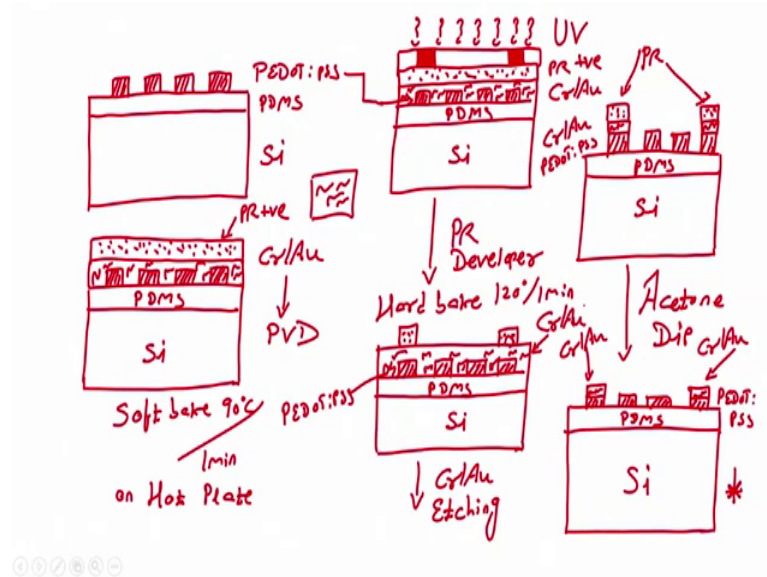 PEDOT:PSS
PDMS
Si
PR+ve
Cr/Au
PDMS
PVD
Si
Soft bake 90°C
1min
on Hot Plate
UV
PR +ve
Cr/Au
PDMS
Si
PR
Developer
Hard bake 120°/1min
Cr/Au
PEDOT:PSS
PDMS
Si
Cr/Au
Etching
PR
Cr/Au
PEDOT:PSS
PDMS
Si
Acetone
Dip
Cr/Au
Cr/Au
PEDOT:
PSS
PDMS
Si